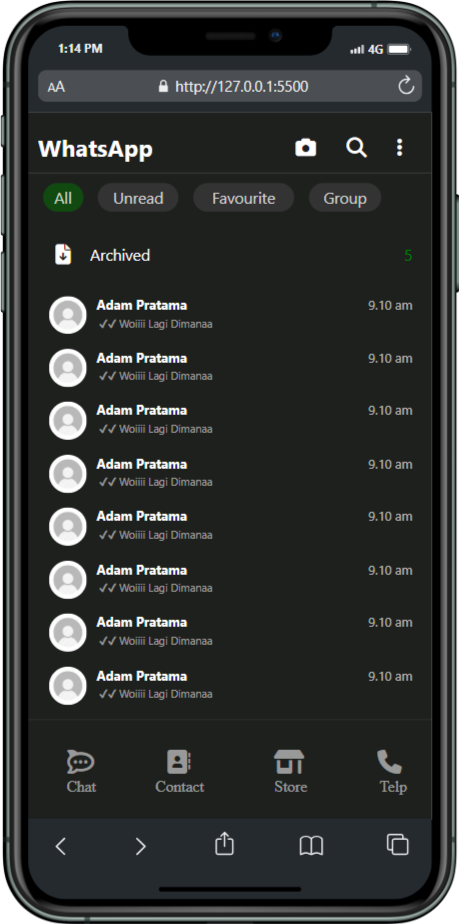 1:14 PM 4G
AA http://127.0.0.1:5500
WhatsApp
All Unread Favourite Group
Archived 5
Adam Pratama 9.10 am
✓✓ Woiiii Lagi Dimanaa
Adam Pratama 9.10 am
✓✓ Woiiii Lagi Dimanaa
Adam Pratama 9.10 am
✓✓ Woiiii Lagi Dimanaa
Adam Pratama 9.10 am
✓✓ Woiiii Lagi Dimanaa
Adam Pratama 9.10 am
✓✓ Woiiii Lagi Dimanaa
Adam Pratama 9.10 am
✓✓ Woiiii Lagi Dimanaa
Adam Pratama 9.10 am
✓✓ Woiiii Lagi Dimanaa
Adam Pratama 9.10 am
✓✓ Woiiii Lagi Dimanaa
Chat Contact Store Telp